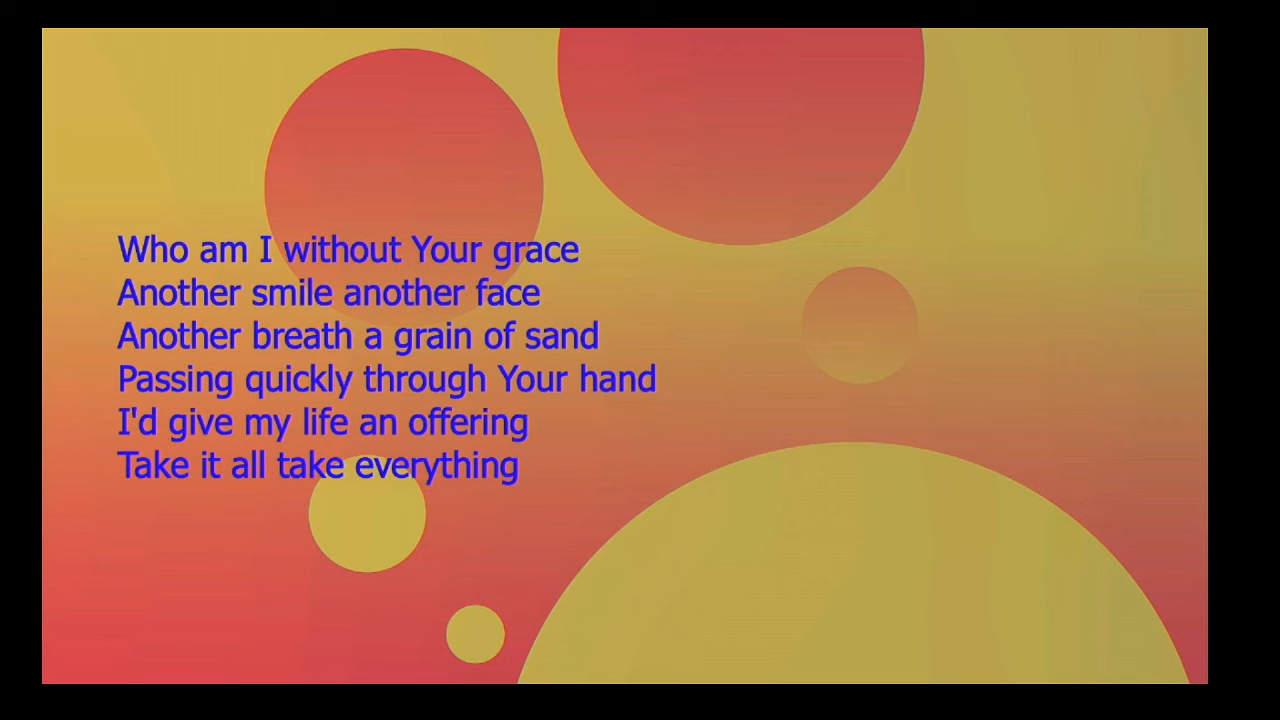 Who am I without Your grace
Another smile another face
Another breath a grain of sand
Passing quickly through Your hand
I'd give my life an offering
Take it all take everything